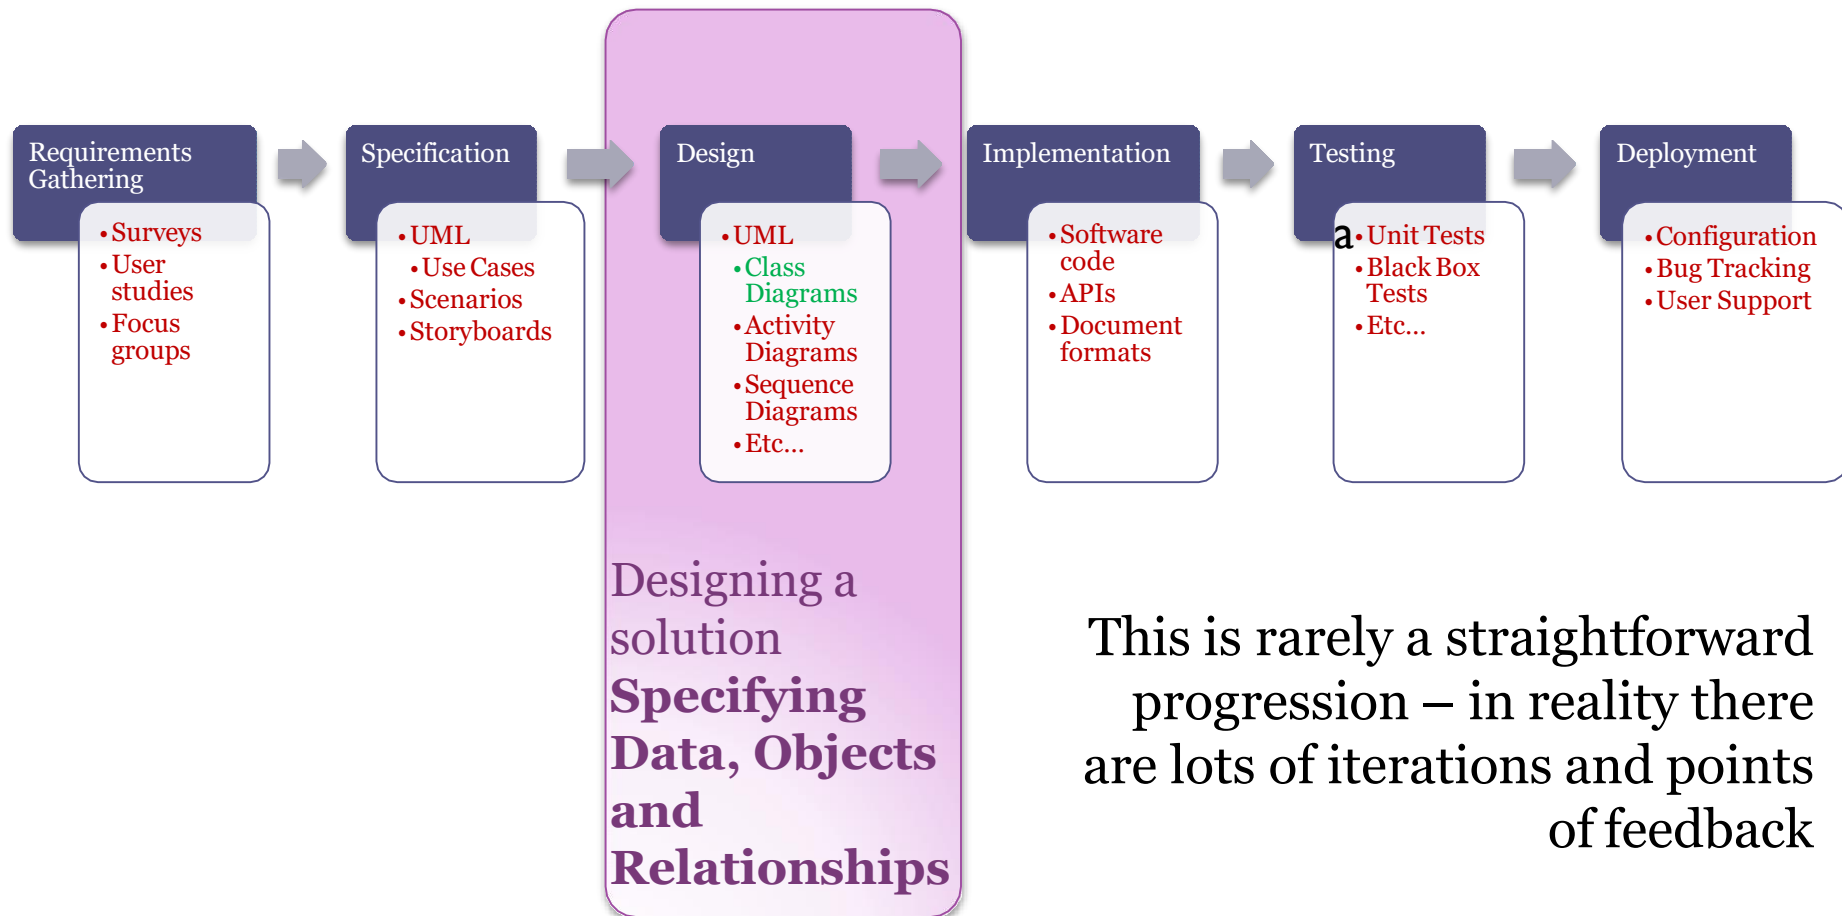 Requirements
Gathering
• Surveys
• User
studies
• Focus
groups
Specification
• UML
• Use Cases
• Scenarios
• Storyboards
Design
• UML
• Class
Diagrams
• Activity
Diagrams
• Sequence
Diagrams
• Etc...
Implementation
• Software
code
• APIs
• Document
formats
Testing
a
• Unit Tests
• Black Box
Tests
• Etc...
Deployment
• Configuration
• Bug Tracking
• User Support
Designing a
solution
Specifying
Data, Objects
and
Relationships
This is rarely a straightforward
progression – in reality there
are lots of iterations and points
of feedback